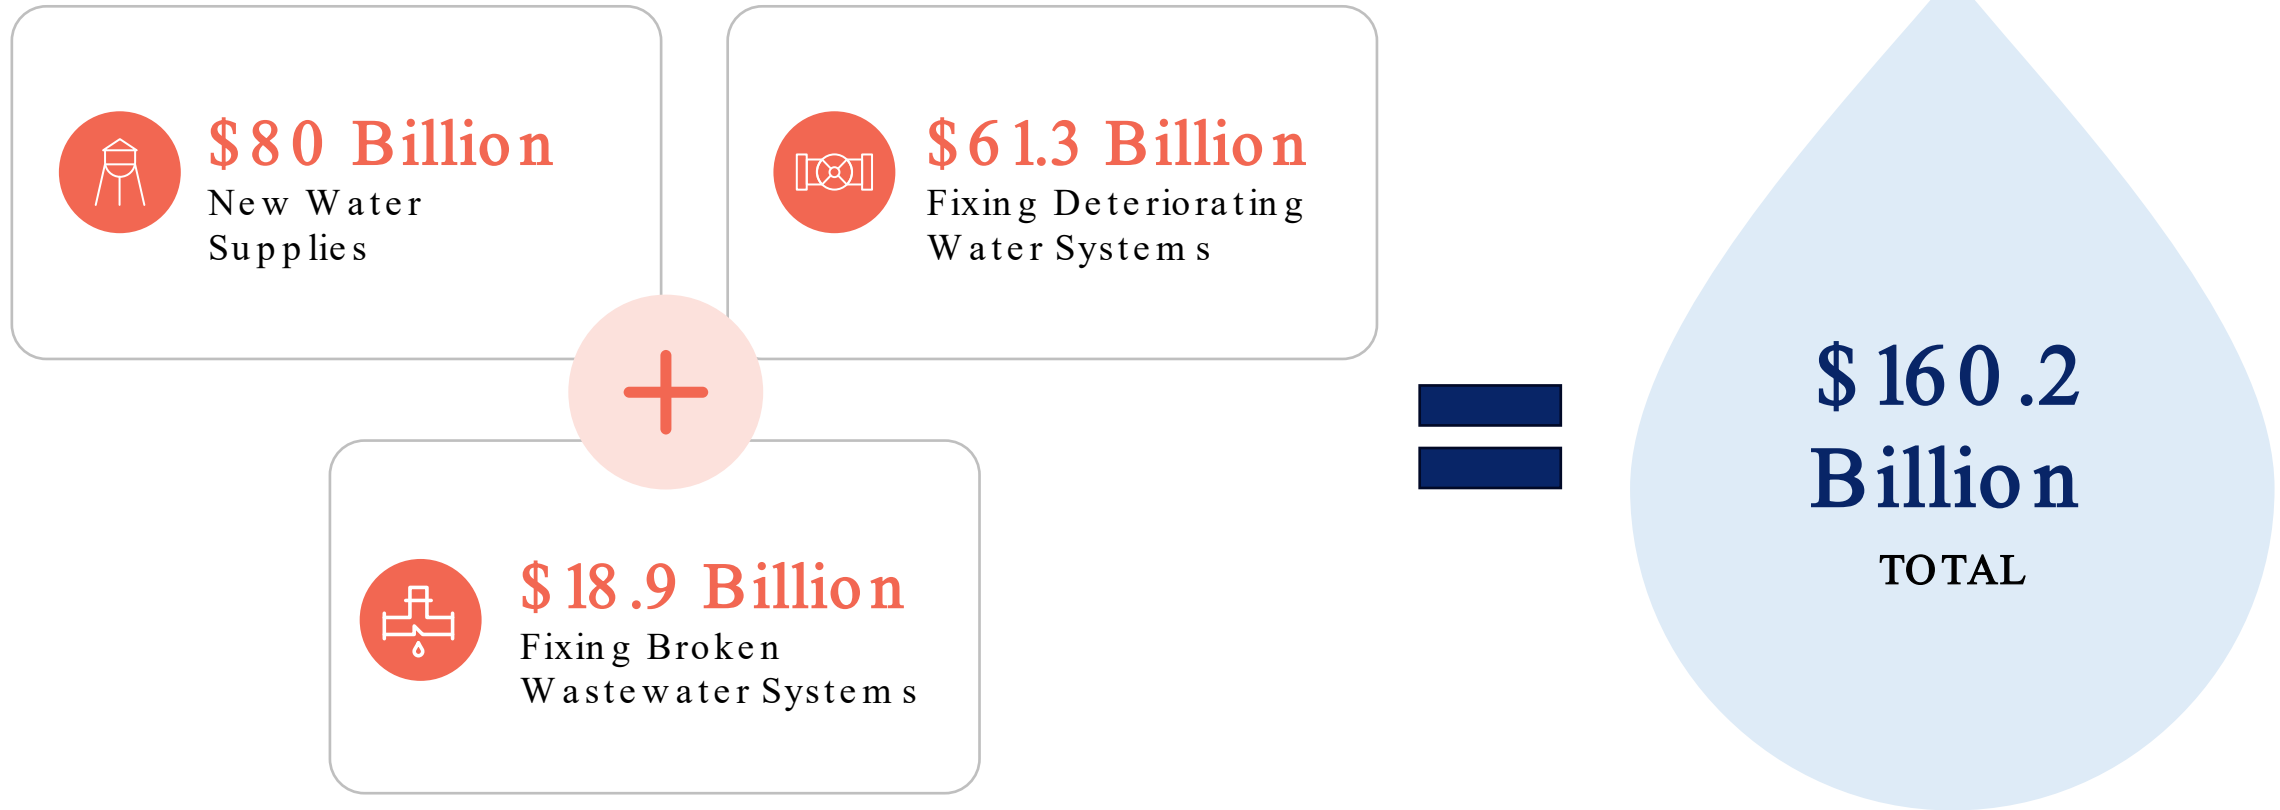 $80 Billion
New Water
Supplies
$61.3 Billion
Fixing Deteriorating
Water Systems
$18.9 Billion
Fixing Broken
Wastewater Systems
$160.2
Billion
TOTAL